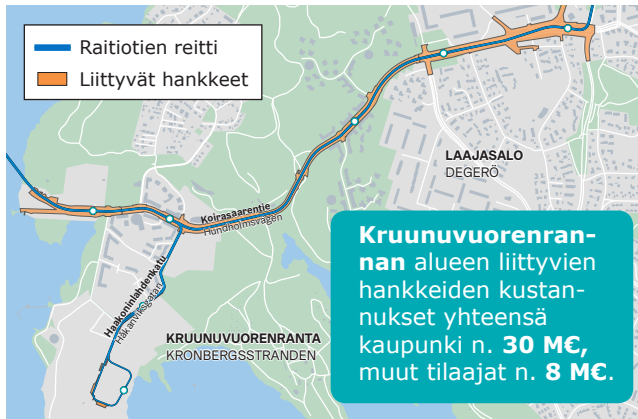 Raitiotien reitti
Liittyvät hankkeet
LAAJASALO
DEGERÖ
Koirasaarentie
Hundholmsvägen
Haakoninlahdenkatu
Håkansviksgatan
KRUUNUVUORENRANTA
KRONBERGSSTRANDEN
Kruunuvuorenran-
nan alueen liittyvien
hankkeiden kustan-
nukset yhteensä
kaupunki n. 30 M€,
muut tilaajat n. 8 M€.